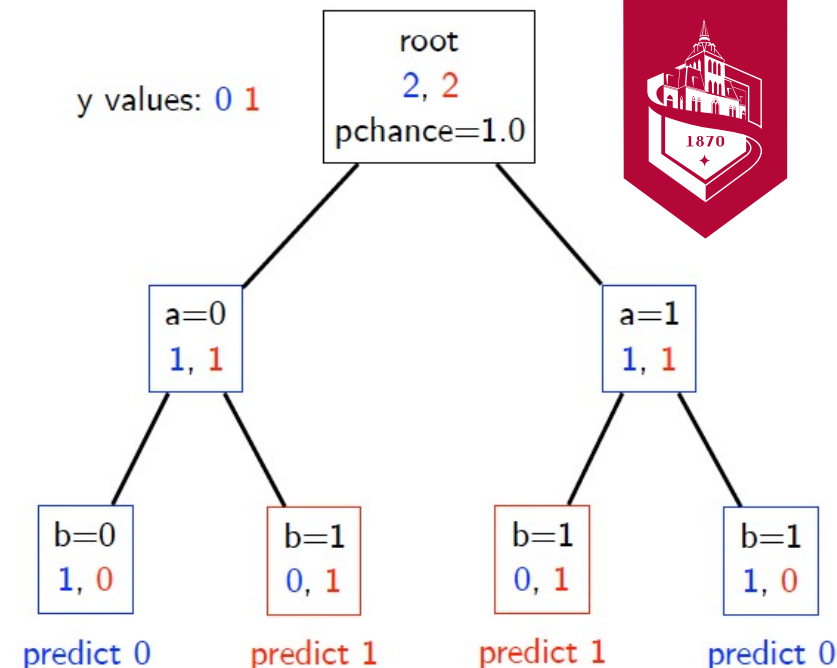 root
2, 2
pchance=1.0
y values: 0 1
1870
a=0
1, 1
a=1
1, 1
b=0
1, 0
b=1
0, 1
b=1
0, 1
b=1
1, 0
predict 0
predict 1
predict 1
predict 0